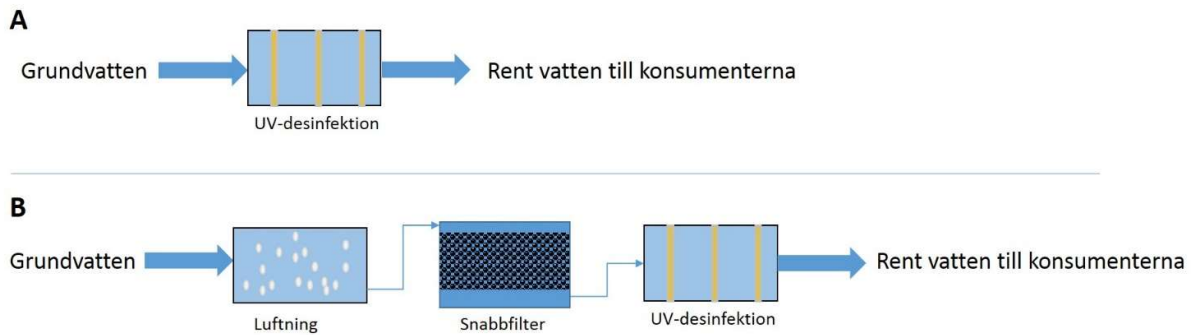 A
Grundvatten
Rent vatten till konsumenterna
UV-desinfektion
B
Grundvatten
Rent vatten till konsumenterna
Luftning
Snabbfilter
UV-desinfektion